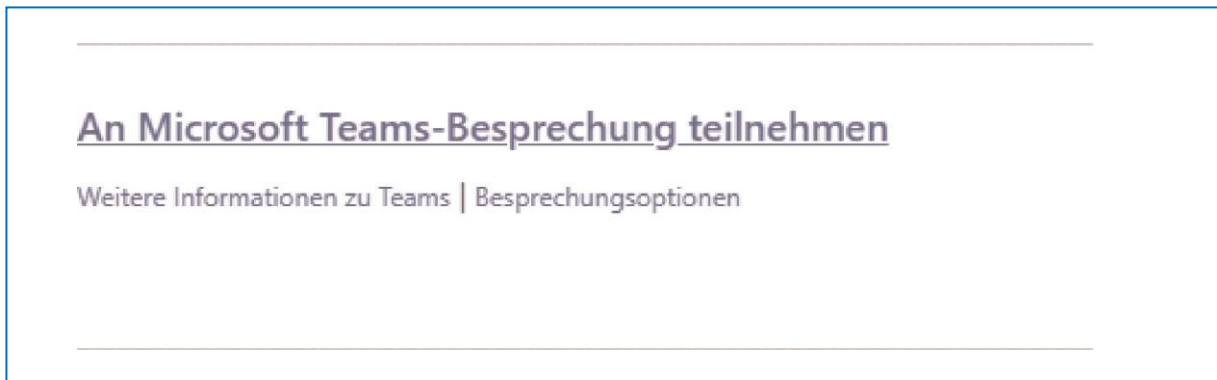 An Microsoft Teams-Besprechung teilnehmen
Weitere Informationen zu Teams | Besprechungsoptionen